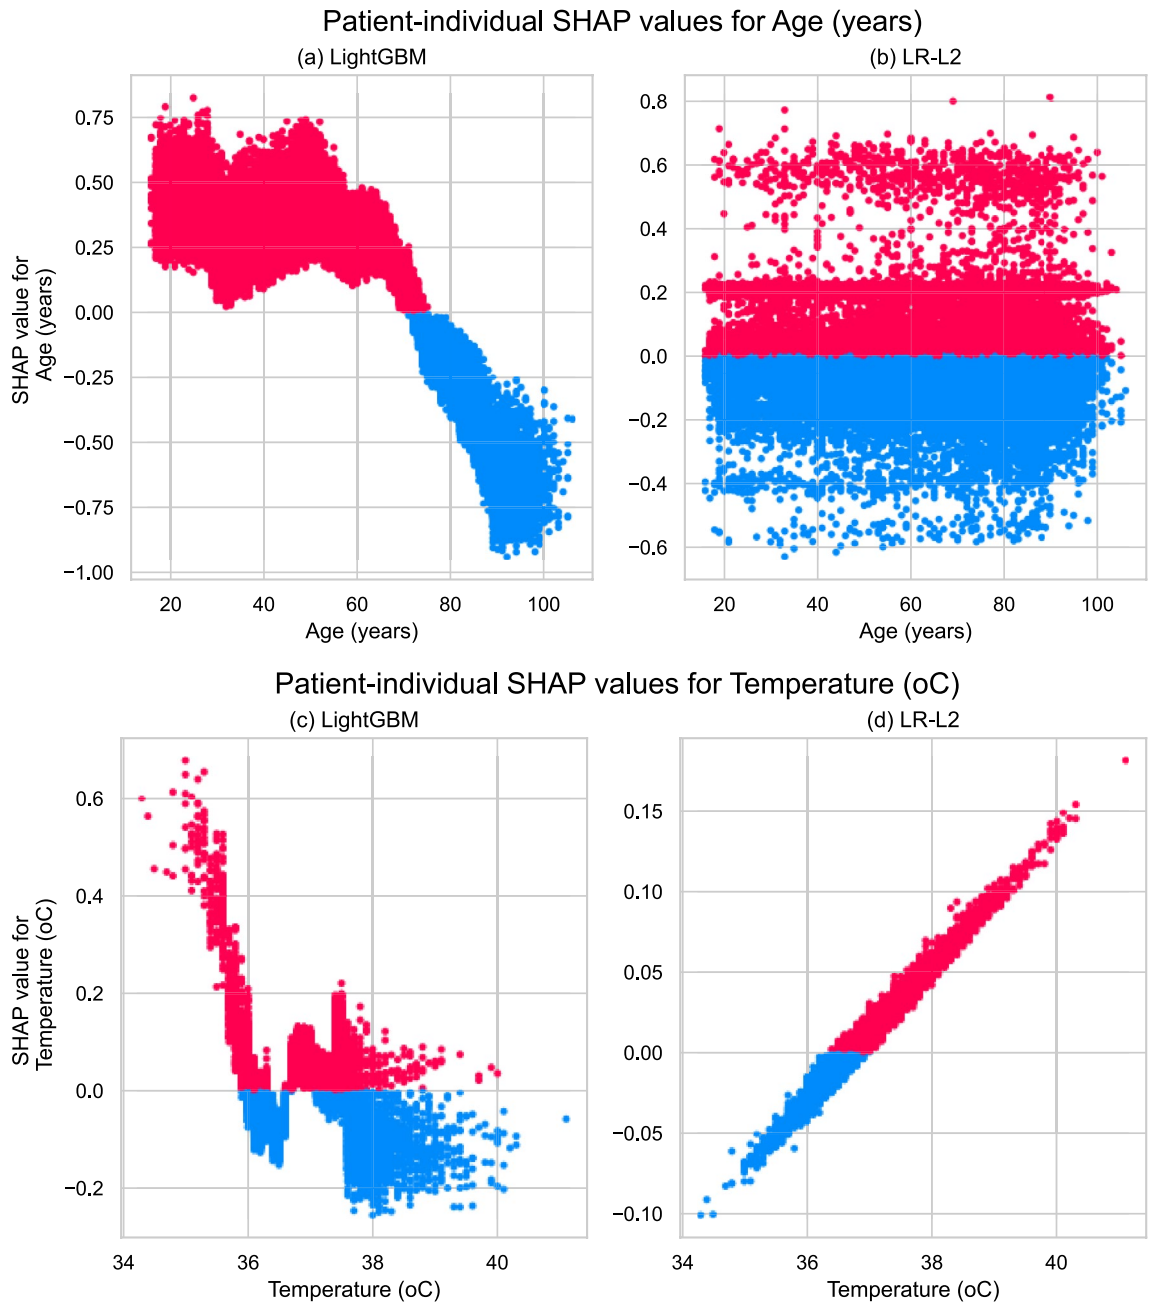 Patient-individual SHAP values for Age (years)
(a) LightGBM
(b) LR-L2
SHAP value for
Age (years)
0.75
0.50
0.25
0.00
−0.25
−0.50
−0.75
−1.00
20 40 60 80 100
Age (years)
0.8
0.6
0.4
0.2
0.0
−0.2
−0.4
−0.6
20 40 60 80 100
Age (years)
Patient-individual SHAP values for Temperature (oC)
(c) LightGBM
(d) LR-L2
SHAP value for
Temperature (oC)
0.6
0.4
0.2
0.0
−0.2
34 36 38 40
Temperature (oC)
0.15
0.10
0.05
0.00
−0.05
−0.10
34 36 38 40
Temperature (oC)